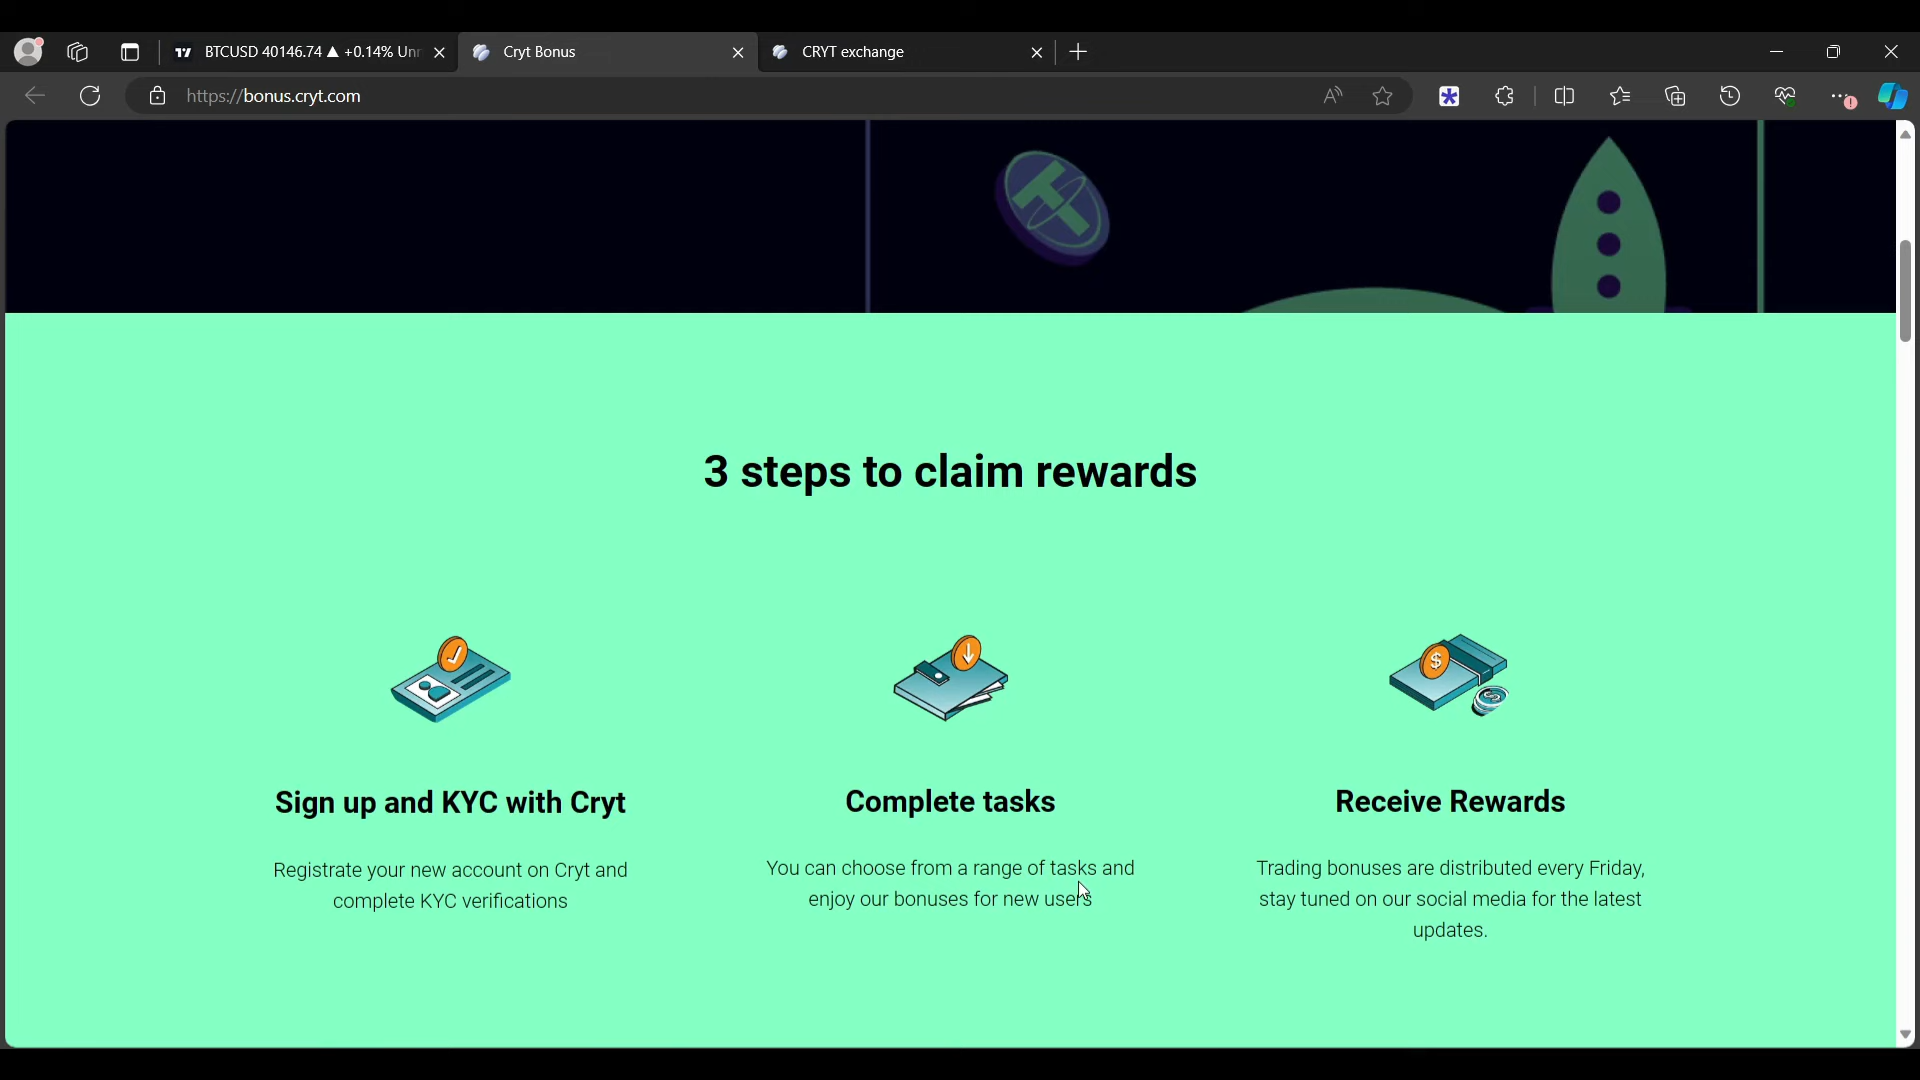 BTCUSD 40146.74 ▲ +0.14%
Cryt Bonus
CRYT exchange
https://bonus.cryt.com
3 steps to claim rewards
Sign up and KYC with Cryt
Registrate your new account on Cryt and
complete KYC verifications
Complete tasks
You can choose from a range of tasks and
enjoy our bonuses for new users
Receive Rewards
Trading bonuses are distributed every Friday,
stay tuned on our social media for the latest
updates.